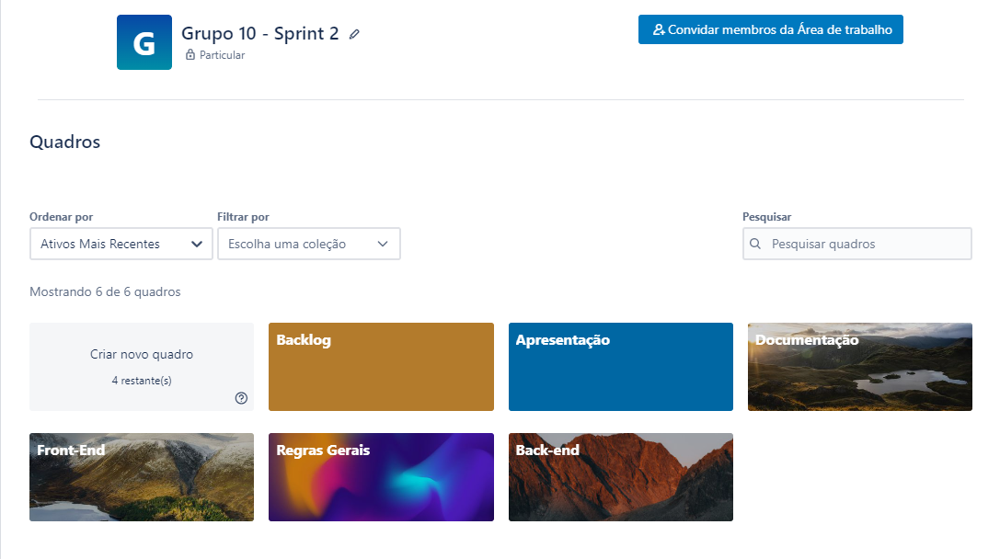 G
Grupo 10 - Sprint 2
Particular
Convidar membros da Área de trabalho
Quadros
Ordenar por
Filtrar por
Pesquisar
Ativos Mais Recentes
Escolha uma coleção
Pesquisar quadros
Mostrando 6 de 6 quadros
Criar novo quadro
4 restante(s)
Backlog
Apresentação
Documentação
Front-End
Regras Gerais
Back-end